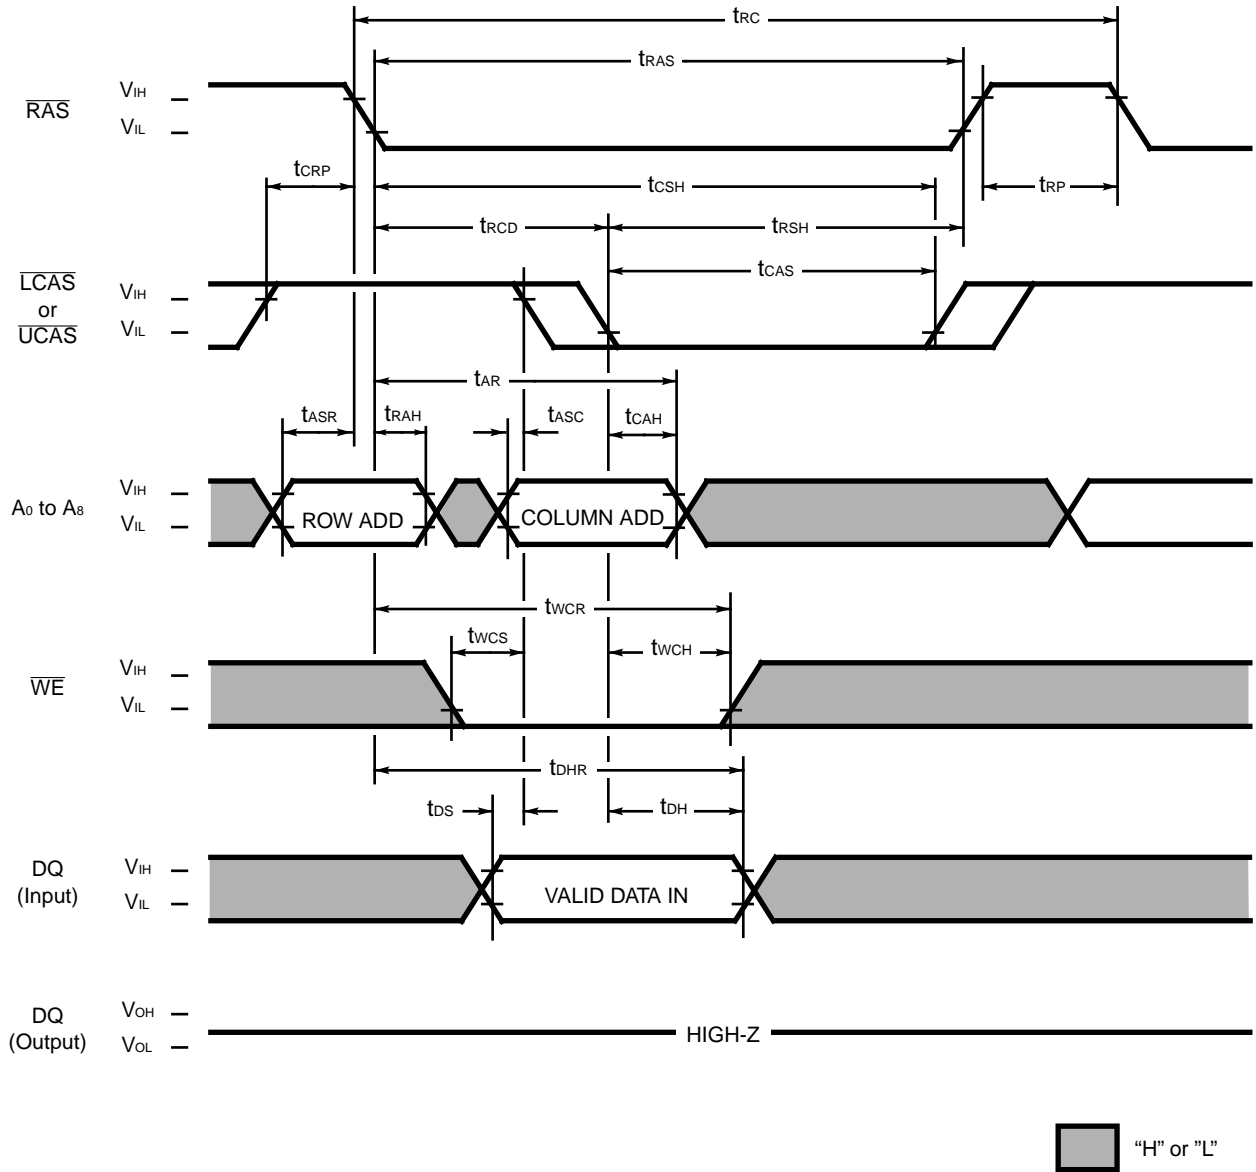 tRC
tRAS
RAS
VIH
VIL
tCRP
tCSH
tRP
tRCD
tRSH
tCAS
LCAS
or
UCAS
VIH
VIL
tAR
tASR
tRAH
tASC
tCAH
A0 to A8
VIH
VIL
ROW ADD
COLUMN ADD
tWCR
tWCS
tWCH
WE
VIH
VIL
tDHR
tDS
tDH
DQ
(Input)
VIH
VIL
VALID DATA IN
DQ
(Output)
VOH
VOL
HIGH-Z
“H” or ”L”